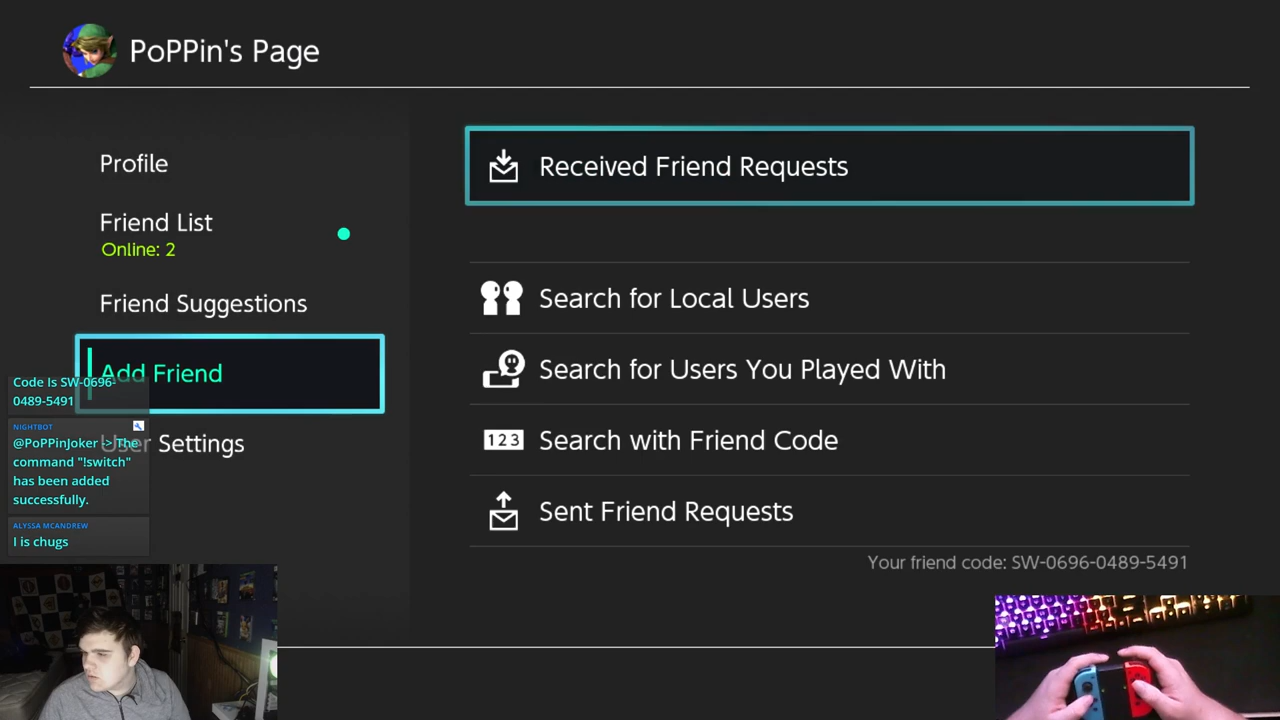 PoPPin's Page
Profile
Friend List
Online: 2
Friend Suggestions
Add Friend
User Settings
Received Friend Requests
Search for Local Users
Search for Users You Played With
123 Search with Friend Code
Sent Friend Requests
Your friend code: SW-0696-0489-5491
Code Is SW-0696-
0489-5491
NIGHTBOT
@PoPPinJoker -> The
command "!switch"
has been added
successfully.
ALYSSA MCANDREW
I is chugs